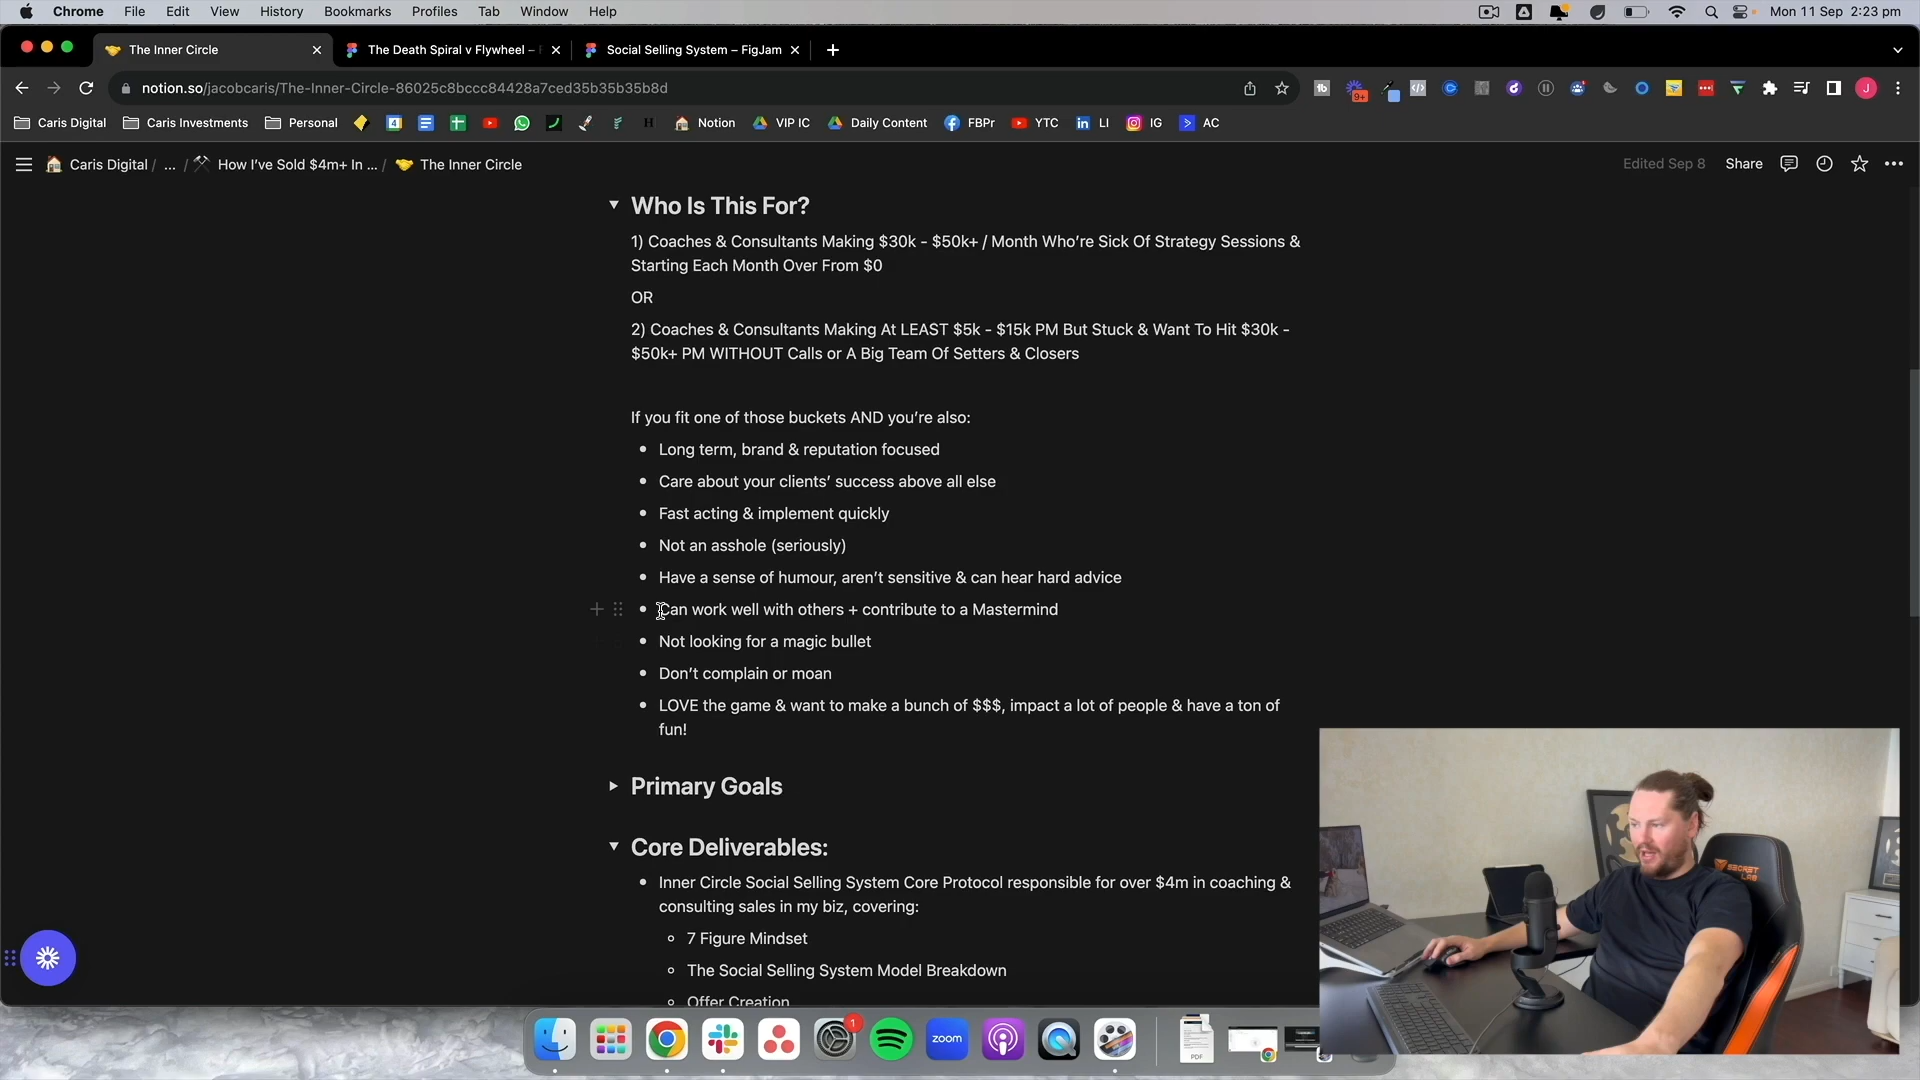 Chrome File Edit View History Bookmarks Profiles Tab Window Help Mon 11 Sep 2:23 pm
The Inner Circle The Death Spiral v Flywheel – Social Selling System – FigJam
notion.so/jacobcaris/The-Inner-Circle-86025c8bccc84428a7ced35b35b35b8d
9+
Caris Digital Caris Investments Personal Notion VIP IC Daily Content FBPr YTC LI IG AC
Caris Digital / ... / How I've Sold $4m+ In ... / The Inner Circle Edited Sep 8 Share
Who Is This For?
1) Coaches & Consultants Making $30k - $50k+ / Month Who're Sick Of Strategy Sessions &
Starting Each Month Over From $0
OR
2) Coaches & Consultants Making At LEAST $5k - $15k PM But Stuck & Want To Hit $30k -
$50k+ PM WITHOUT Calls or A Big Team Of Setters & Closers
If you fit one of those buckets AND you're also:
Long term, brand & reputation focused
Care about your clients' success above all else
Fast acting & implement quickly
Not an asshole (seriously)
Have a sense of humour, aren't sensitive & can hear hard advice
Can work well with others + contribute to a Mastermind
Not looking for a magic bullet
Don't complain or moan
LOVE the game & want to make a bunch of $$$, impact a lot of people & have a ton of
fun!
Primary Goals
Core Deliverables:
Inner Circle Social Selling System Core Protocol responsible for over $4m in coaching &
consulting sales in my biz, covering:
7 Figure Mindset
The Social Selling System Model Breakdown
Offer Creation
1
zoom
PDF